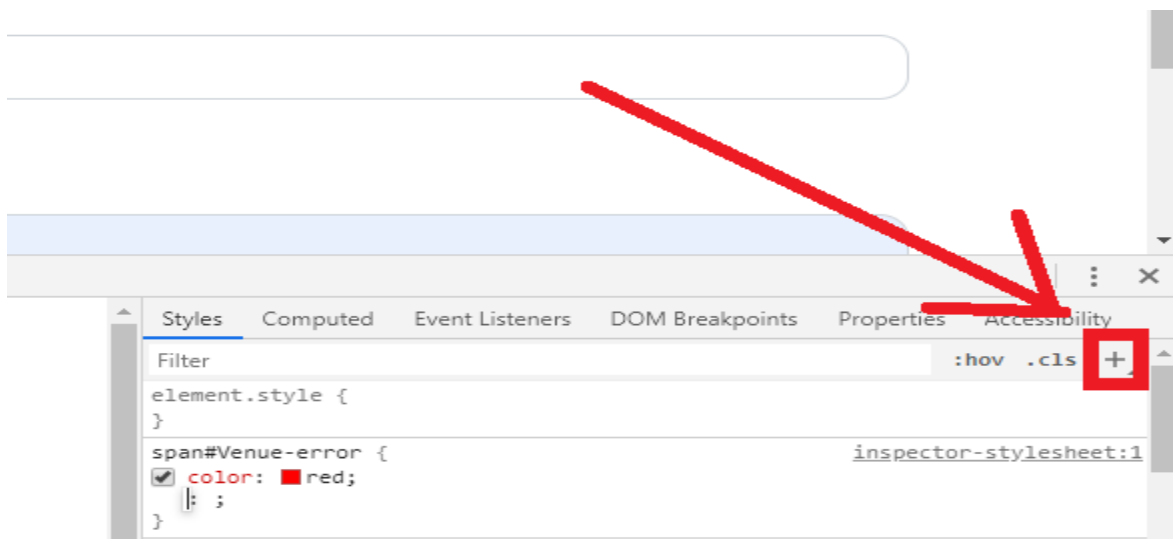 Styles Computed Event Listeners DOM Breakpoints Properties Accessibility
Filter :hov .cls +
element.style {
}
span#Venue-error { inspector-stylesheet:1
color: red;
: ;
}